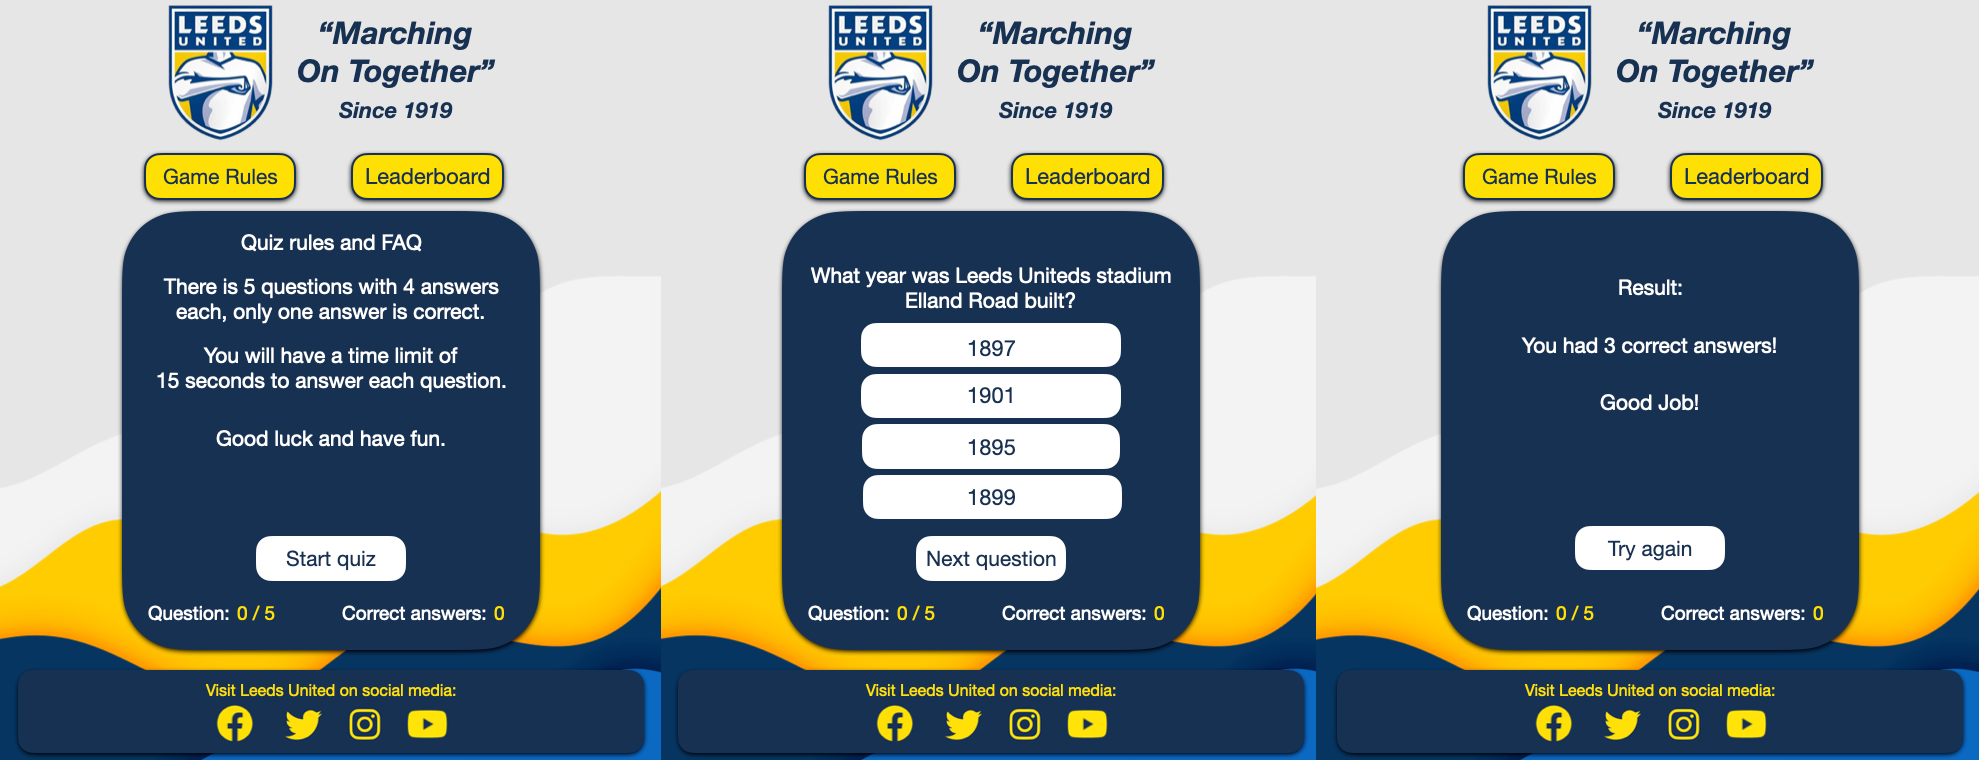 LEEDS
UNITED
“Marching
On Together”
Since 1919
Game Rules
Leaderboard
Quiz rules and FAQ
There is 5 questions with 4 answers
each, only one answer is correct.
You will have a time limit of
15 seconds to answer each question.
Good luck and have fun.
Start quiz
Question: 0 / 5
Correct answers: 0
Visit Leeds United on social media:
LEEDS
UNITED
“Marching
On Together”
Since 1919
Game Rules
Leaderboard
What year was Leeds Uniteds stadium
Elland Road built?
1897
1901
1895
1899
Next question
Question: 0 / 5
Correct answers: 0
Visit Leeds United on social media:
LEEDS
UNITED
“Marching
On Together”
Since 1919
Game Rules
Leaderboard
Result:
You had 3 correct answers!
Good Job!
Try again
Question: 0 / 5
Correct answers: 0
Visit Leeds United on social media: